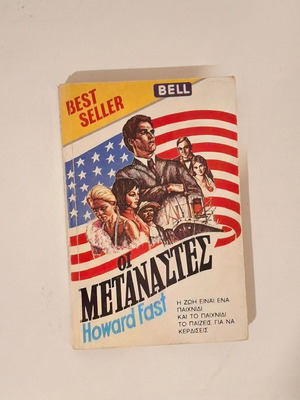 BEST
SELLER
BELL
ΟΙ
ΜΕΤΑΝΑΣΤΕΣ
Howard Fast
Η ΖΩΗ ΕΙΝΑΙ ΕΝΑ
ΠΑΙΧΝΙΔΙ
ΚΑΙ ΤΟ ΠΑΙΧΝΙΔΙ
ΤΟ ΠΑΙΖΕΙΣ ΓΙΑ ΝΑ
ΚΕΡΔΙΣΕΙΣ